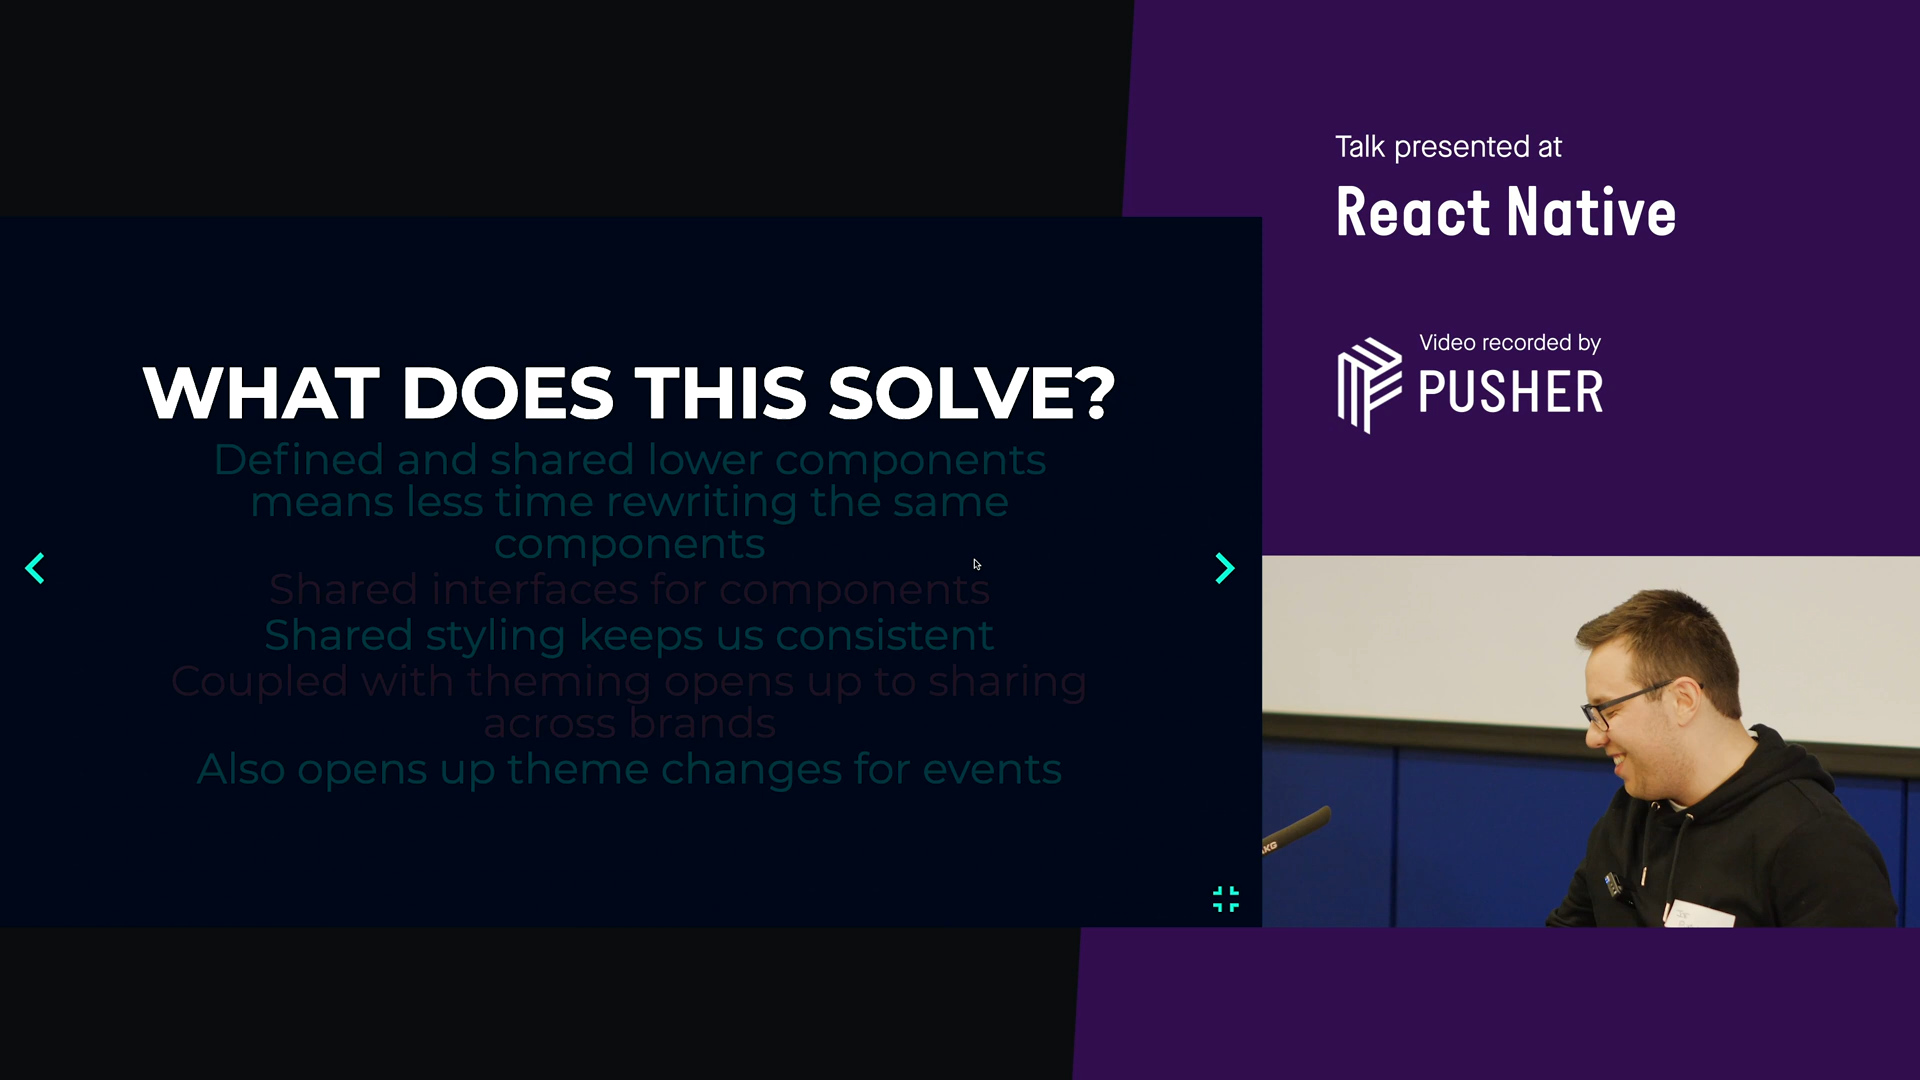 Talk presented at
React Native
Video recorded by
PUSHER
WHAT DOES THIS SOLVE?
Defined and shared lower components
means less time rewriting the same
components
Shared interfaces for components
Shared styling keeps us consistent
Coupled with theming opens up to sharing
across brands
Also opens up theme changes for events
AKG